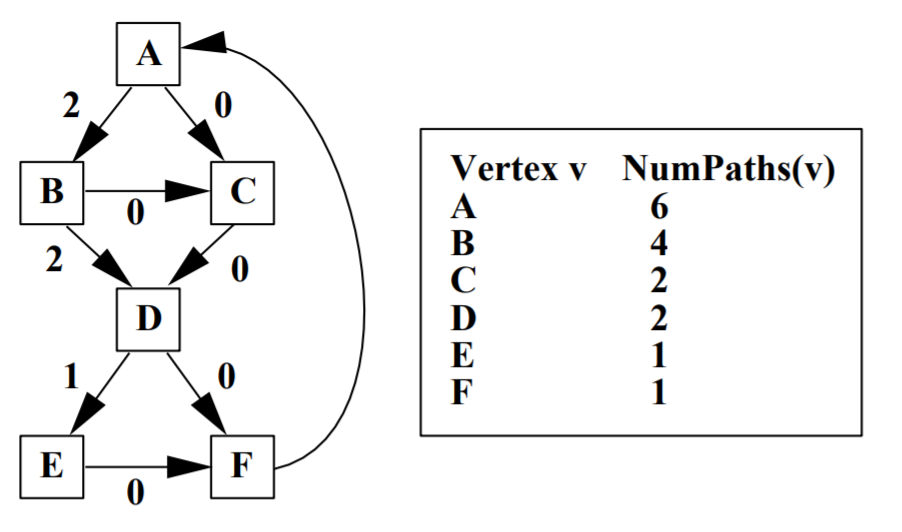 A
2 0
B C
0
2 0
D
1 0
E F
0
Vertex v NumPaths(v)
A 6
B 4
C 2
D 2
E 1
F 1